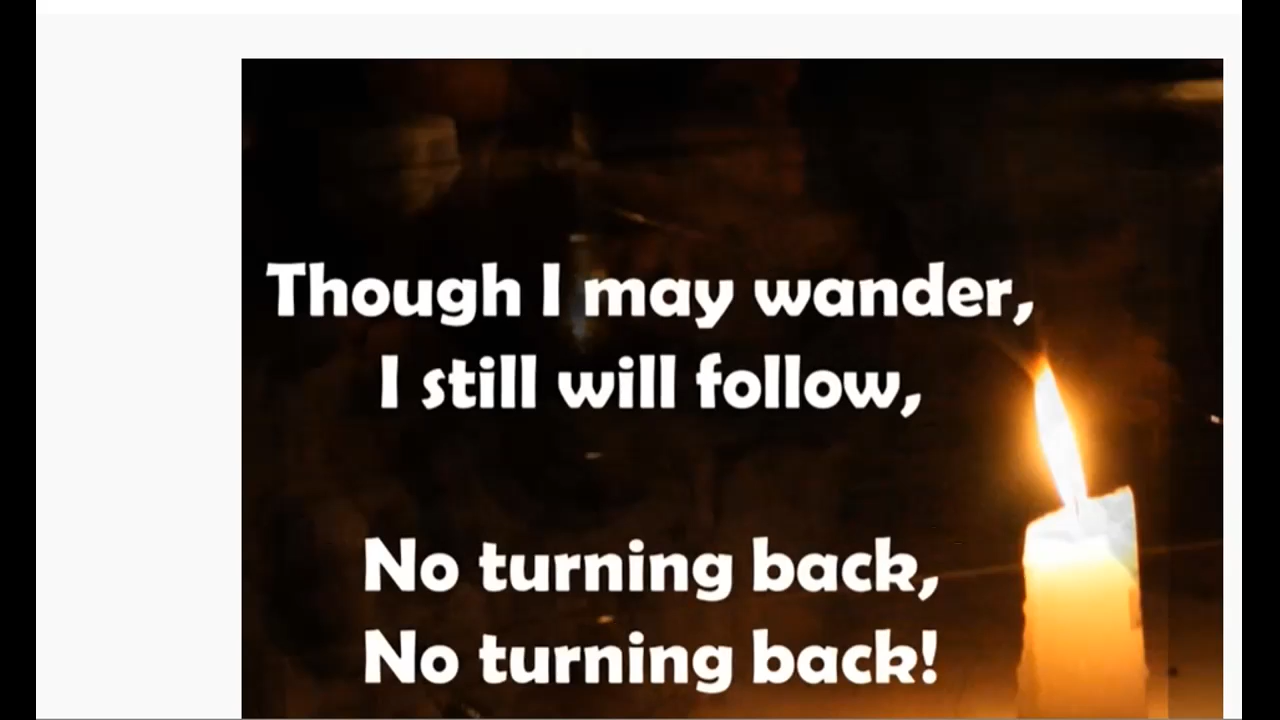 Though I may wander,
I still will follow,
No turning back,
No turning back!